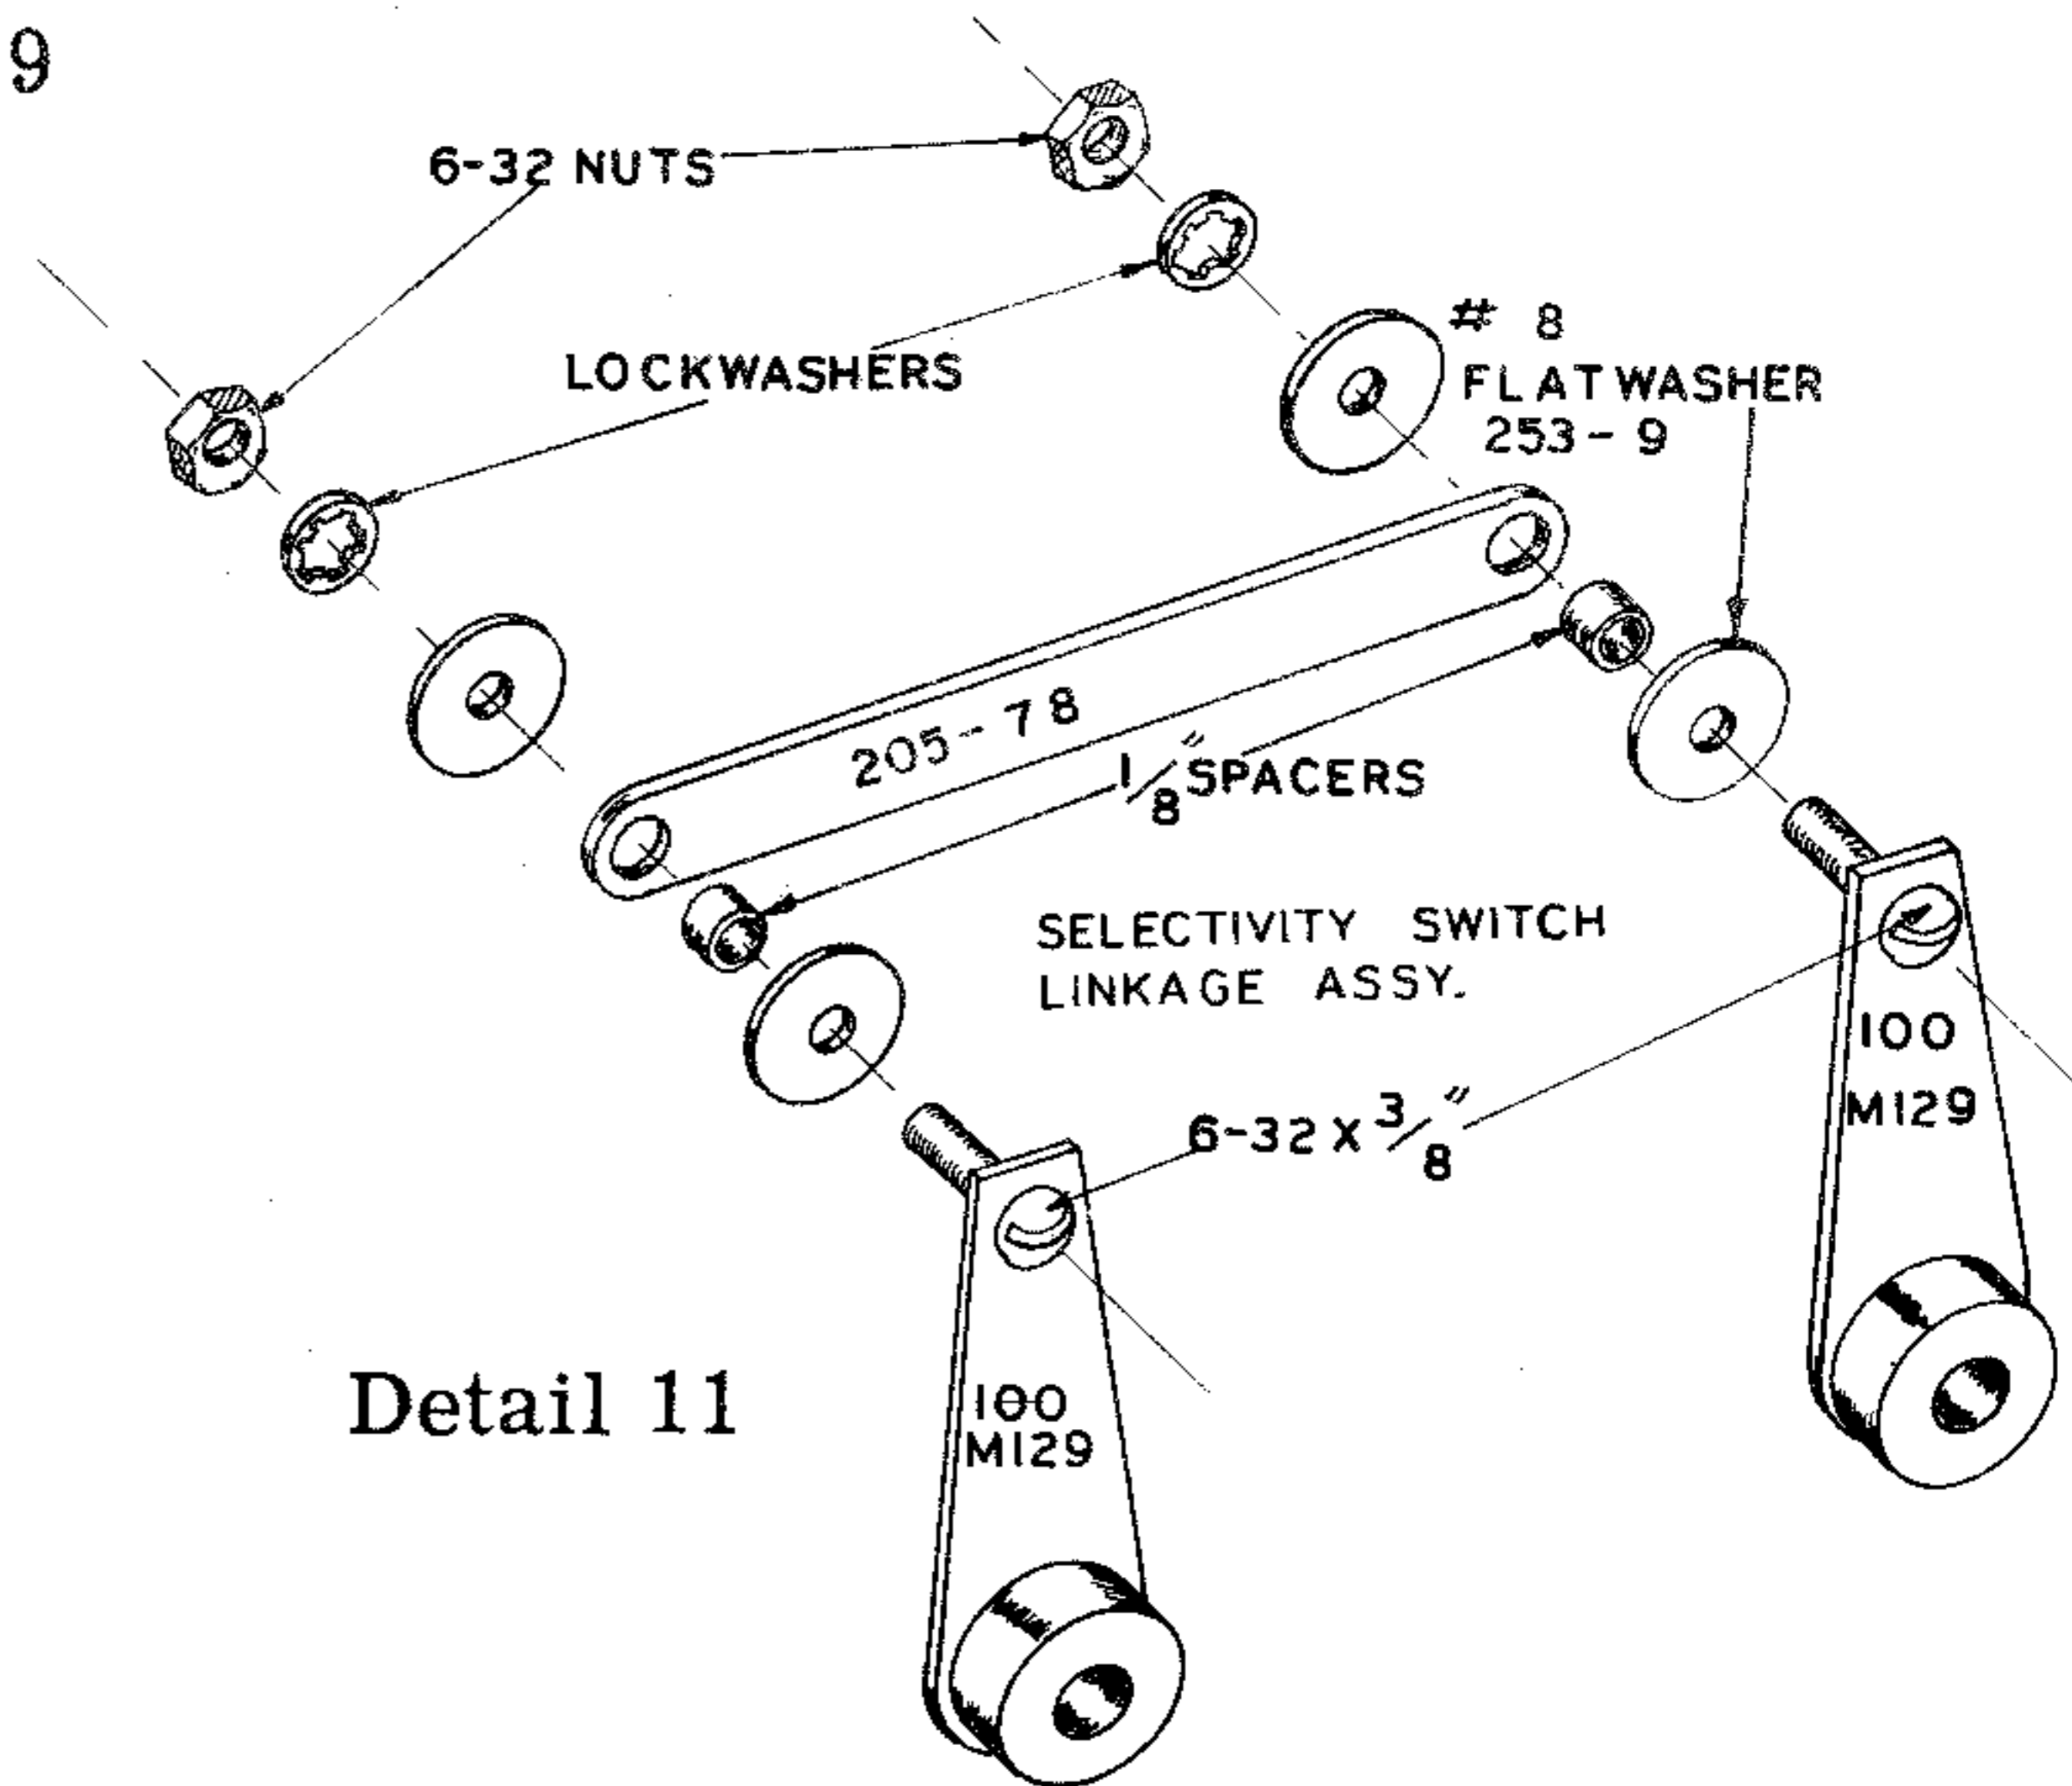 9
6-32 NUTS
LOCKWASHERS
# 8
FLATWASHER
253-9
205-78
1/8" SPACERS
SELECTIVITY SWITCH
LINKAGE ASSY.
100
M129
6-32 X 3/8"
Detail 11
100
M129